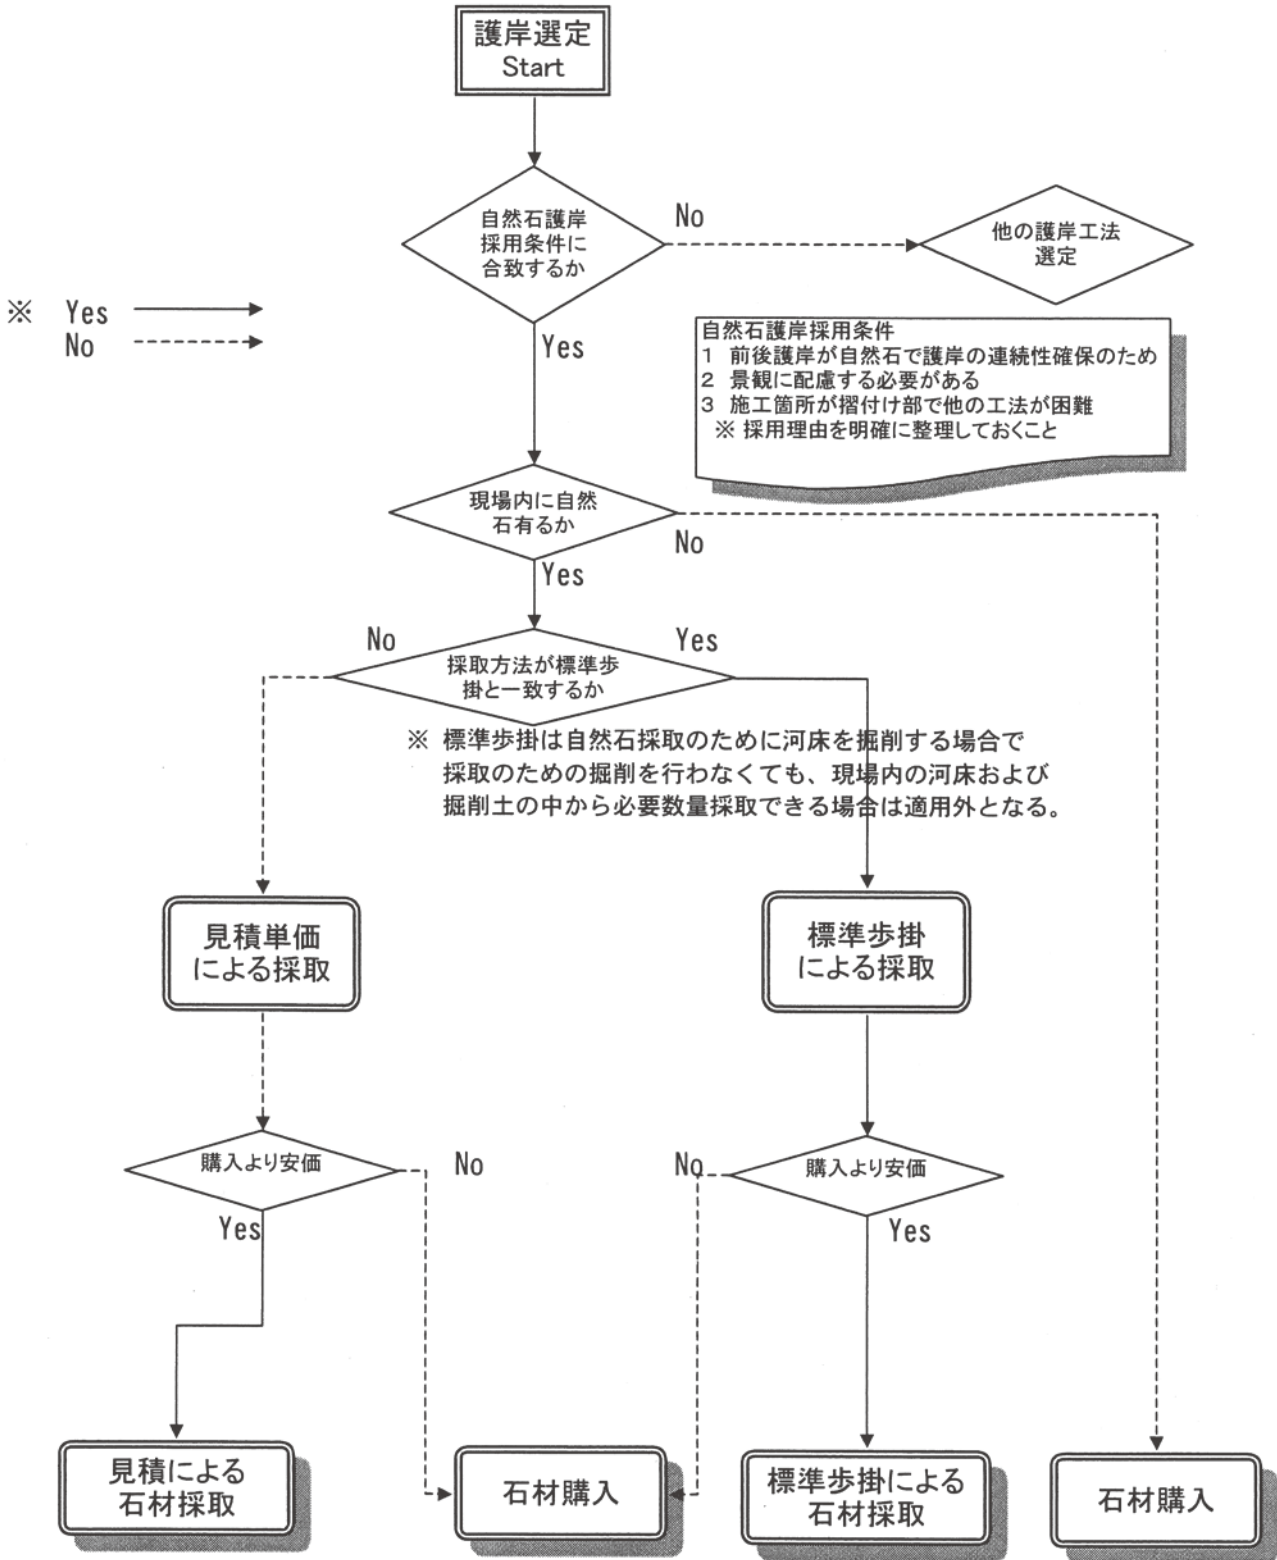 護岸選定
Start
自然石護岸
採用条件に
合致するか
No
他の護岸工法
選定
※ Yes
No
Yes
自然石護岸採用条件
1 前後護岸が自然石で護岸の連続性確保のため
2 景観に配慮する必要がある
3 施工箇所が摺付け部で他の工法が困難
※ 採用理由を明確に整理しておくこと
現場内に自然
石有るか
No
Yes
No
Yes
採取方法が標準歩
掛と一致するか
※ 標準歩掛は自然石採取のために河床を掘削する場合で
採取のための掘削を行わなくても、現場内の河床および
掘削土の中から必要数量採取できる場合は適用外となる。
見積単価
による採取
標準歩掛
による採取
購入より安価
No
Yes
No
購入より安価
Yes
見積による
石材採取
石材購入
標準歩掛による
石材採取
石材購入